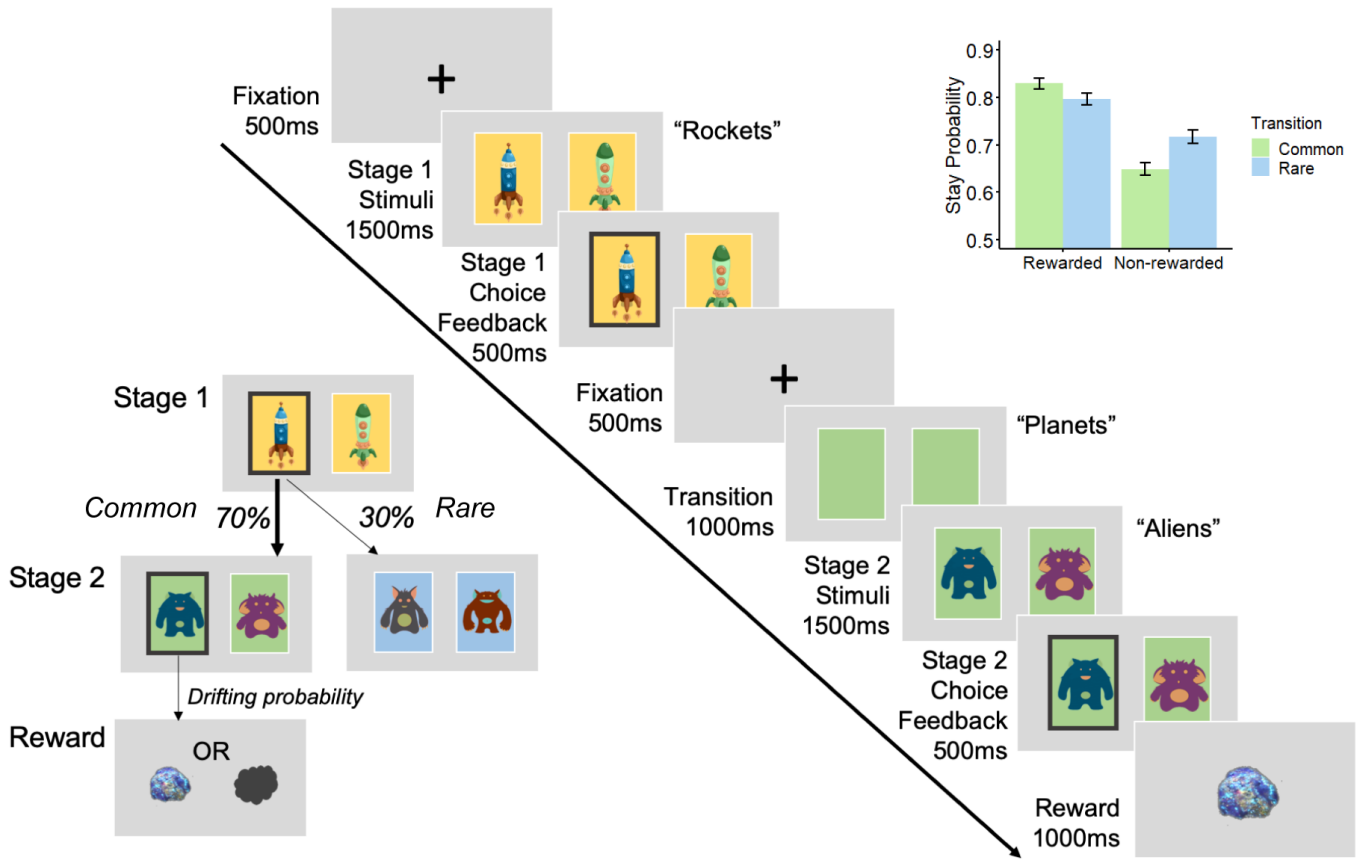 Fixation
500ms
Stage 1
Stimuli
1500ms
“Rockets”
Stage 1
Choice
Feedback
500ms
Fixation
500ms
Transition
1000ms
“Planets”
Stage 2
Stimuli
1500ms
“Aliens”
Stage 2
Choice
Feedback
500ms
Reward
1000ms
Stage 1
Common 70% 30% Rare
Stage 2
Drifting probability
Reward
OR
Stay Probability
0.9
0.8
0.7
0.6
0.5
Rewarded Non-rewarded
Transition
Common
Rare